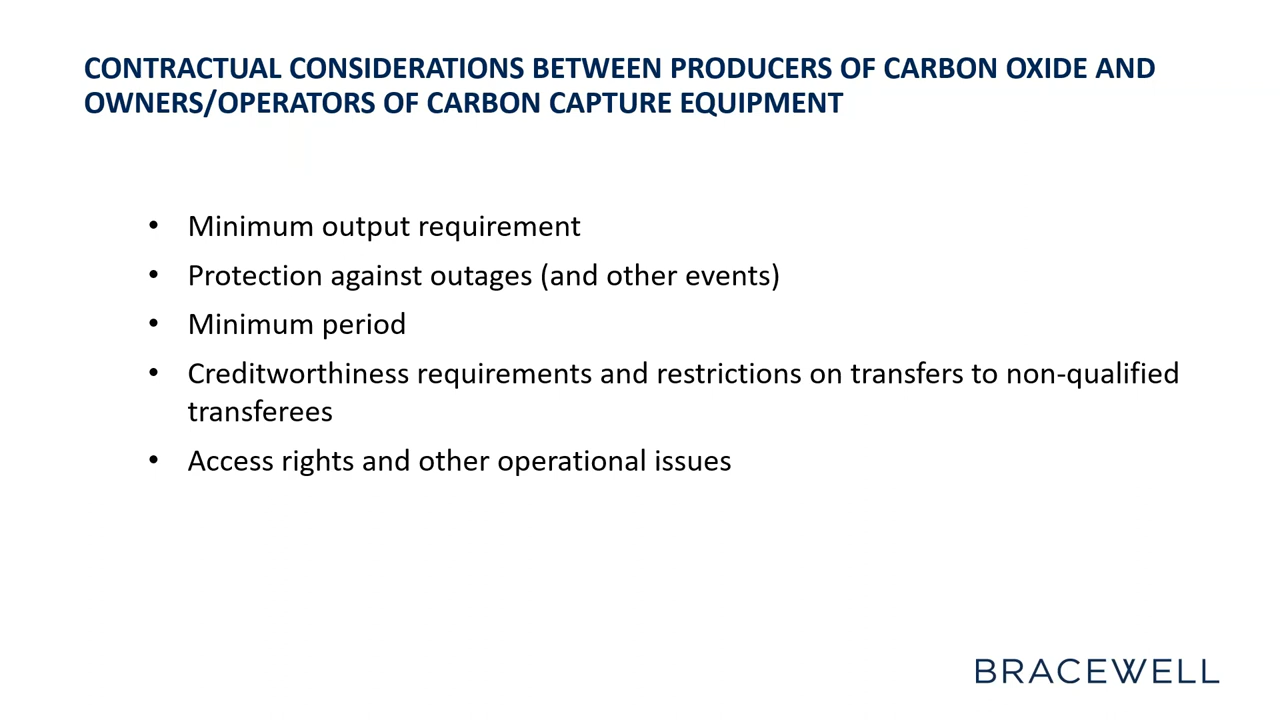 CONTRACTUAL CONSIDERATIONS BETWEEN PRODUCERS OF CARBON OXIDE AND
OWNERS/OPERATORS OF CARBON CAPTURE EQUIPMENT
• Minimum output requirement
• Protection against outages (and other events)
• Minimum period
• Creditworthiness requirements and restrictions on transfers to non-qualified
transferees
• Access rights and other operational issues
BRACEWELL